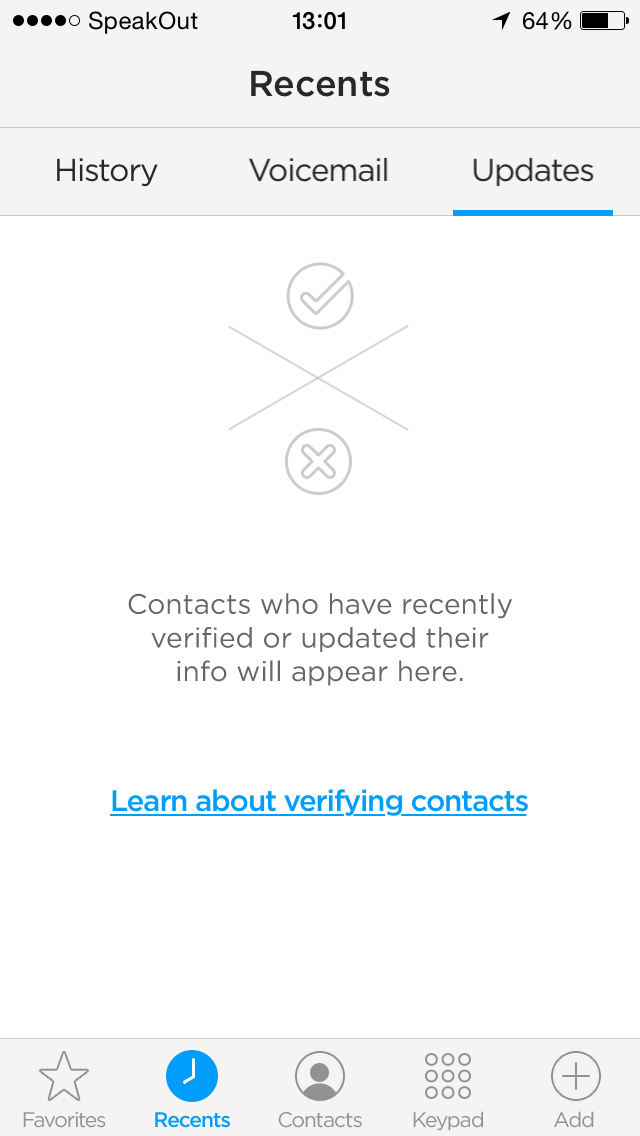 SpeakOut 13:01 64%
Recents
History Voicemail Updates
Contacts who have recently
verified or updated their
info will appear here.
Learn about verifying contacts
Favorites Recents Contacts Keypad Add